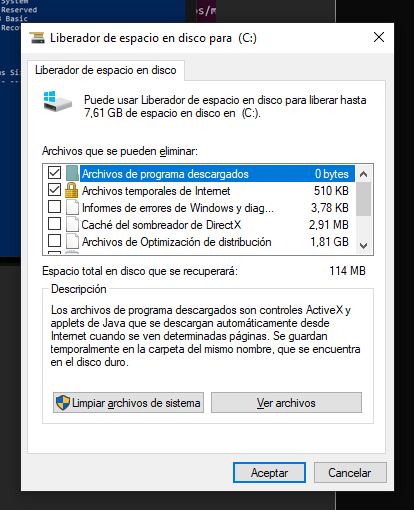 System
Reserved
Basic
Reco
os/m
s Si
Liberador de espacio en disco para (C:)
Liberador de espacio en disco
Puede usar Liberador de espacio en disco para liberar hasta
7,61 GB de espacio en disco en (C:).
Archivos que se pueden eliminar:
Archivos de programa descargados 0 bytes
Archivos temporales de Internet 510 KB
Informes de errores de Windows y diag... 3,78 KB
Caché del sombreador de DirectX 2,91 MB
Archivos de Optimización de distribución 1,81 GB
Espacio total en disco que se recuperará: 114 MB
Descripción
Los archivos de programa descargados son controles ActiveX y
applets de Java que se descargan automáticamente desde
Internet cuando se ven determinadas páginas. Se guardan
temporalmente en la carpeta del mismo nombre, que se encuentra
en el disco duro.
Limpiar archivos de sistema Ver archivos
Aceptar Cancelar